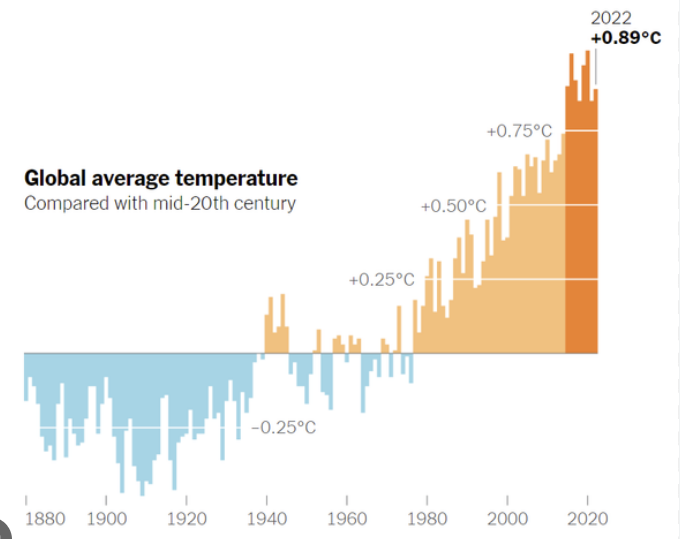 2022
+0.89°C
+0.75°C
Global average temperature
Compared with mid-20th century
+0.50°C
+0.25°C
−0.25°C
1880 1900 1920 1940 1960 1980 2000 2020